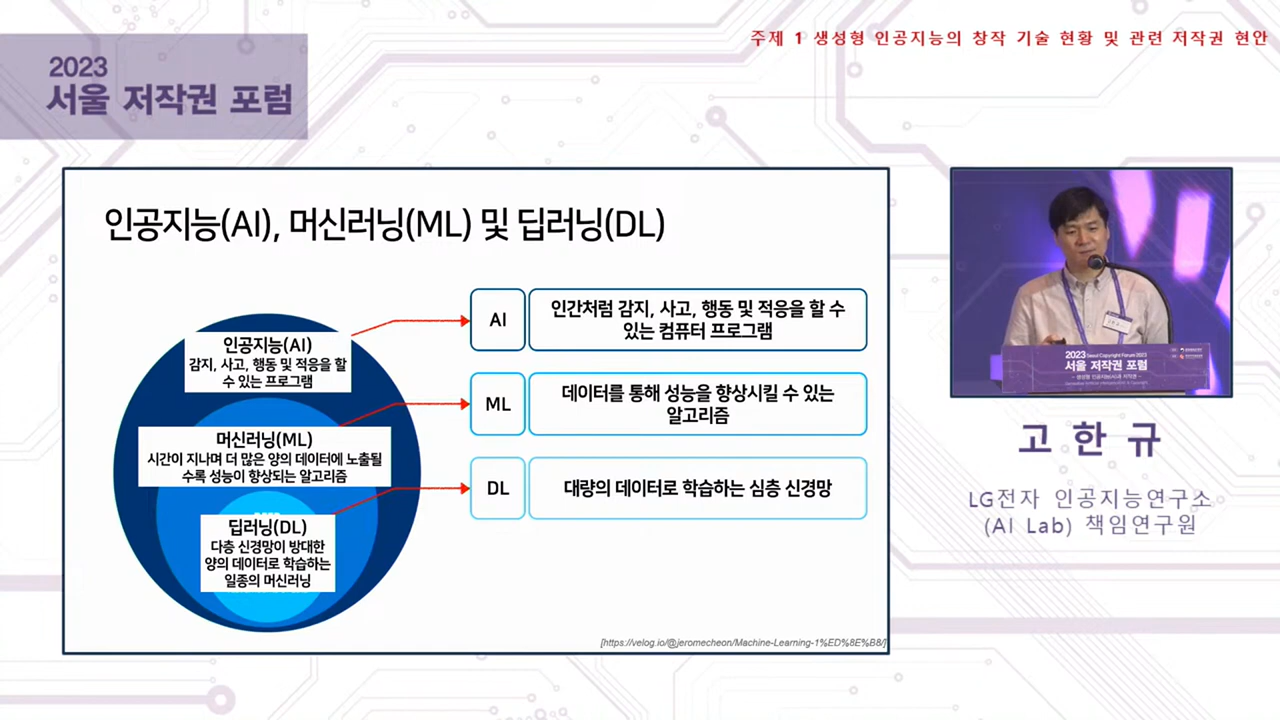 주제 1 생성형 인공지능의 창작 기술 현황 및 관련 저작권 현안
2023
서울 저작권 포럼
인공지능(AI), 머신러닝(ML) 및 딥러닝(DL)
인공지능(AI)
감지, 사고, 행동 및 적응을 할
수 있는 프로그램
머신러닝(ML)
시간이 지나며 더 많은 양의 데이터에 노출될
수록 성능이 향상되는 알고리즘
딥러닝(DL)
다층 신경망이 방대한
양의 데이터로 학습하는
일종의 머신러닝
AI
인간처럼 감지, 사고, 행동 및 적응을 할 수
있는 컴퓨터 프로그램
ML
데이터를 통해 성능을 향상시킬 수 있는
알고리즘
DL
대량의 데이터로 학습하는 심층 신경망
[https://velog.io/@jeromecheon/Machine-Learning-1%ED%8E%B8/]
2023 Seoul Copyright Forum 2023
서울 저작권 포럼
고한규
LG전자 인공지능연구소
(AI Lab) 책임연구원